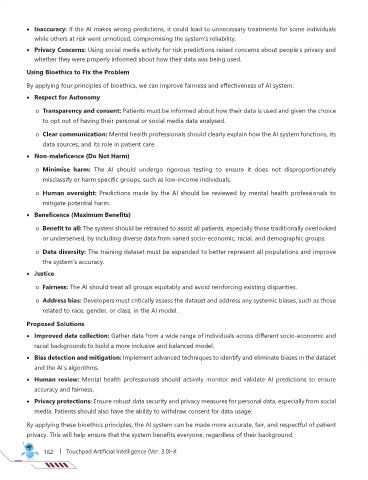 • Inaccuracy: If the AI makes wrong predictions, it could lead to unnecessary treatments for some individuals
while others at risk went unnoticed, compromising the system's reliability.
• Privacy Concerns: Using social media activity for risk predictions raised concerns about people's privacy and
whether they were properly informed about how their data was being used.
Using Bioethics to Fix the Problem
By applying four principles of bioethics, we can improve fairness and effectiveness of AI system:
• Respect for Autonomy
o Transparency and consent: Patients must be informed about how their data is used and given the choice
to opt out of having their personal or social media data analysed.
o Clear communication: Mental health professionals should clearly explain how the AI system functions, its
data sources, and its role in patient care.
• Non-maleficence (Do Not Harm)
o Minimise harm: The AI should undergo rigorous testing to ensure it does not disproportionately
misclassify or harm specific groups, such as low-income individuals.
o Human oversight: Predictions made by the AI should be reviewed by mental health professionals to
mitigate potential harm.
• Beneficence (Maximum Benefits)
o Benefit to all: The system should be retrained to assist all patients, especially those traditionally overlooked
or underserved, by including diverse data from varied socio-economic, racial, and demographic groups.
o Data diversity: The training dataset must be expanded to better represent all populations and improve
the system's accuracy.
• Justice
o Fairness: The AI should treat all groups equitably and avoid reinforcing existing disparities.
o Address bias: Developers must critically assess the dataset and address any systemic biases, such as those
related to race, gender, or class, in the AI model.
Proposed Solutions
• Improved data collection: Gather data from a wide range of individuals across different socio-economic and
racial backgrounds to build a more inclusive and balanced model.
• Bias detection and mitigation: Implement advanced techniques to identify and eliminate biases in the dataset
and the AI's algorithms.
• Human review: Mental health professionals should actively monitor and validate AI predictions to ensure
accuracy and fairness.
• Privacy protections: Ensure robust data security and privacy measures for personal data, especially from social
media. Patients should also have the ability to withdraw consent for data usage.
By applying these bioethics principles, the AI system can be made more accurate, fair, and respectful of patient
privacy. This will help ensure that the system benefits everyone, regardless of their background.
162 | Touchpad Artificial Intelligence (Ver. 3.0)-X